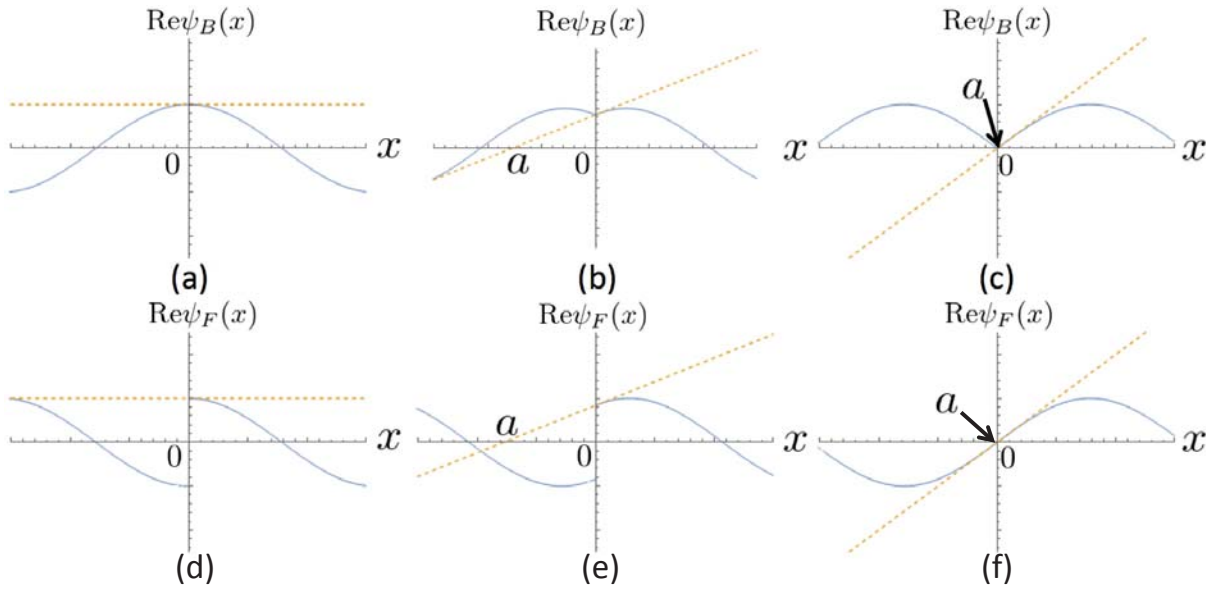 Reψ_B(x) Reψ_B(x) Reψ_B(x)
a
x x x
0 a 0 0
(a) (b) (c)
Reψ_F(x) Reψ_F(x) Reψ_F(x)
a a
x x x
0 0 0
(d) (e) (f)